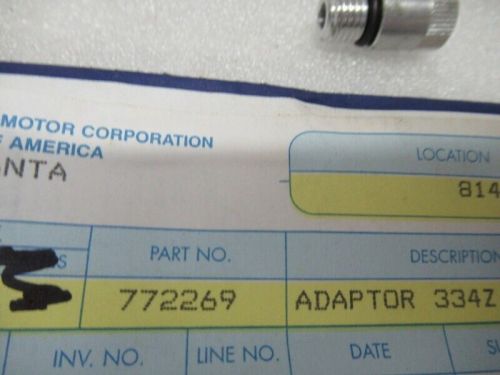 MOTOR CORPORATION
F AMERICA
NTA
LOCATION
814
PART NO.
DESCRIPTION
772269
ADAPTOR 334Z
INV. NO.
LINE NO.
DATE